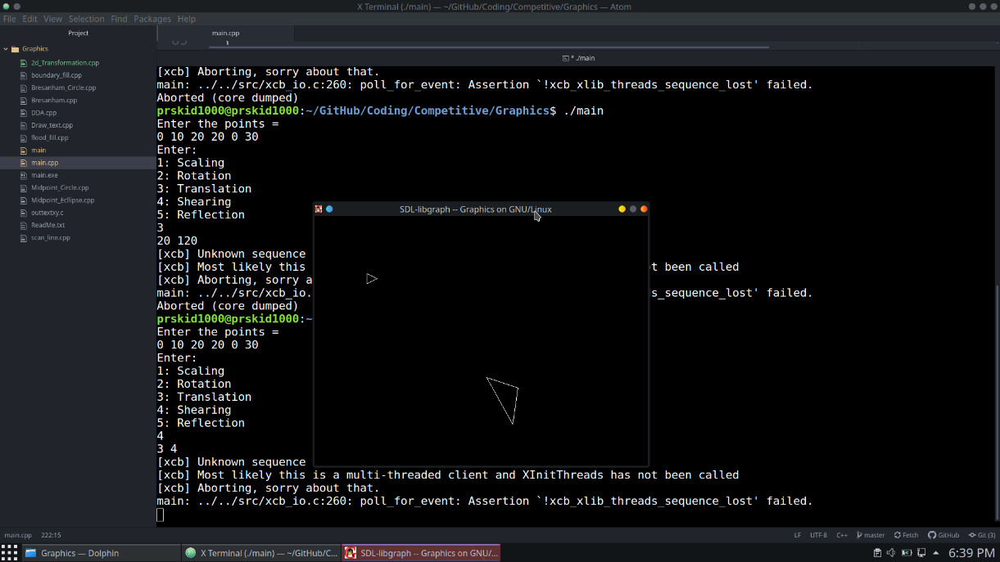 X Terminal (./main) — ~/GitHub/Coding/Competitive/Graphics — Atom
File Edit View Selection Find Packages Help
Project
main.cpp
Graphics
2d_Transformation.cpp
boundary_fill.cpp
Bresanham_Circle.cpp
Bresanham.cpp
DDA.cpp
Draw_text.cpp
flood_fill.cpp
main
main.cpp
main.exe
Midpoint_Circle.cpp
Midpoint_Ecllipse.cpp
outtextxy.c
ReadMe.txt
scan_line.cpp
* ./main
[xcb] Aborting, sorry about that.
main: ../../src/xcb_io.c:260: poll_for_event: Assertion `!xcb_xlib_threads_sequence_lost' failed.
Aborted (core dumped)
prskid1000@prskid1000:~/GitHub/Coding/Competitive/Graphics$ ./main
Enter the points =
0 10 20 20 0 30
Enter:
1: Scaling
2: Rotation
3: Translation
4: Shearing
5: Reflection
3
20 120
[xcb] Unknown sequence
[xcb] Most likely this t been called
[xcb] Aborting, sorry a
main: ../../src/xcb_io. ds_sequence_lost' failed.
Aborted (core dumped)
prskid1000@prskid1000:~
Enter the points =
0 10 20 20 0 30
Enter:
1: Scaling
2: Rotation
3: Translation
4: Shearing
5: Reflection
4
3 4
[xcb] Unknown sequence
[xcb] Most likely this is a multi-threaded client and XInitThreads has not been called
[xcb] Aborting, sorry about that.
main: ../../src/xcb_io.c:260: poll_for_event: Assertion `!xcb_xlib_threads_sequence_lost' failed.
SDL-libgraph -- Graphics on GNU/Linux
main.cpp 222:15
LF UTF-8 C++ master Fetch GitHub Git (3)
Graphics — Dolphin
X Terminal (./main) — ~/GitHub/C...
SDL-libgraph -- Graphics on GNU/...
6:39 PM